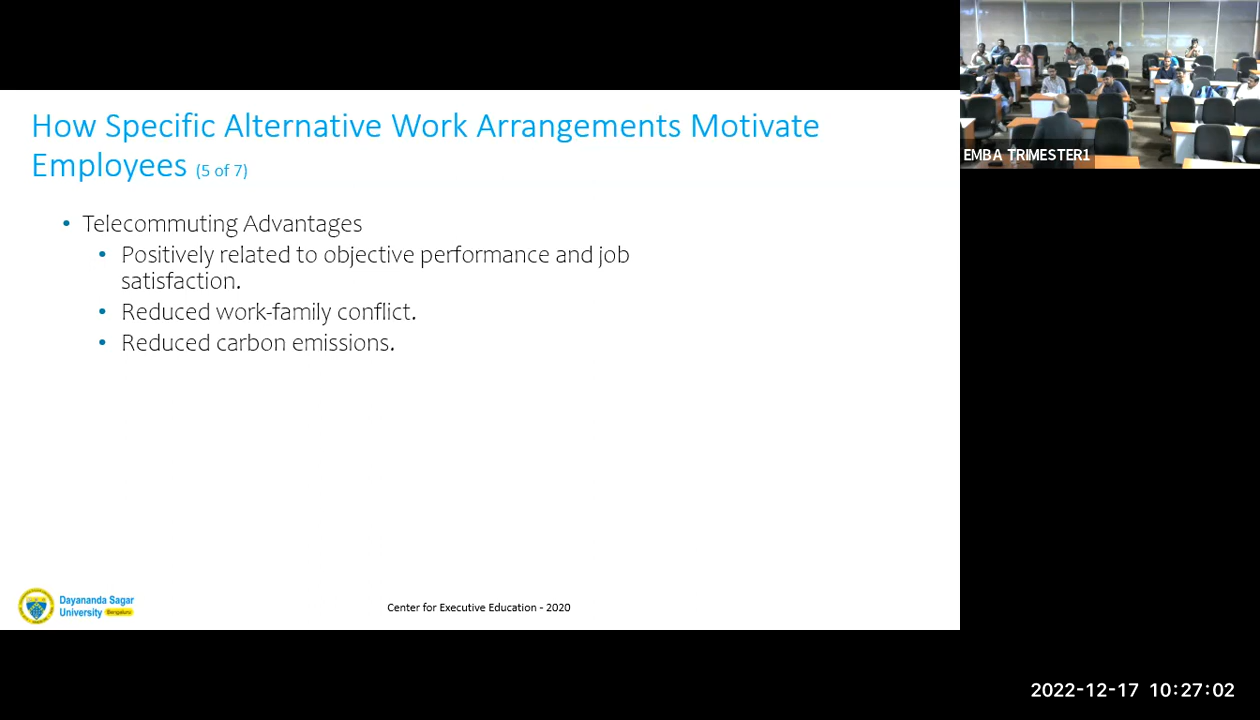 How Specific Alternative Work Arrangements Motivate
Employees (5 of 7)
• Telecommuting Advantages
• Positively related to objective performance and job
satisfaction.
• Reduced work-family conflict.
• Reduced carbon emissions.
Dayananda Sagar
University Bengaluru
Center for Executive Education - 2020
EMBA TRIMESTER1
2022-12-17 10:27:02